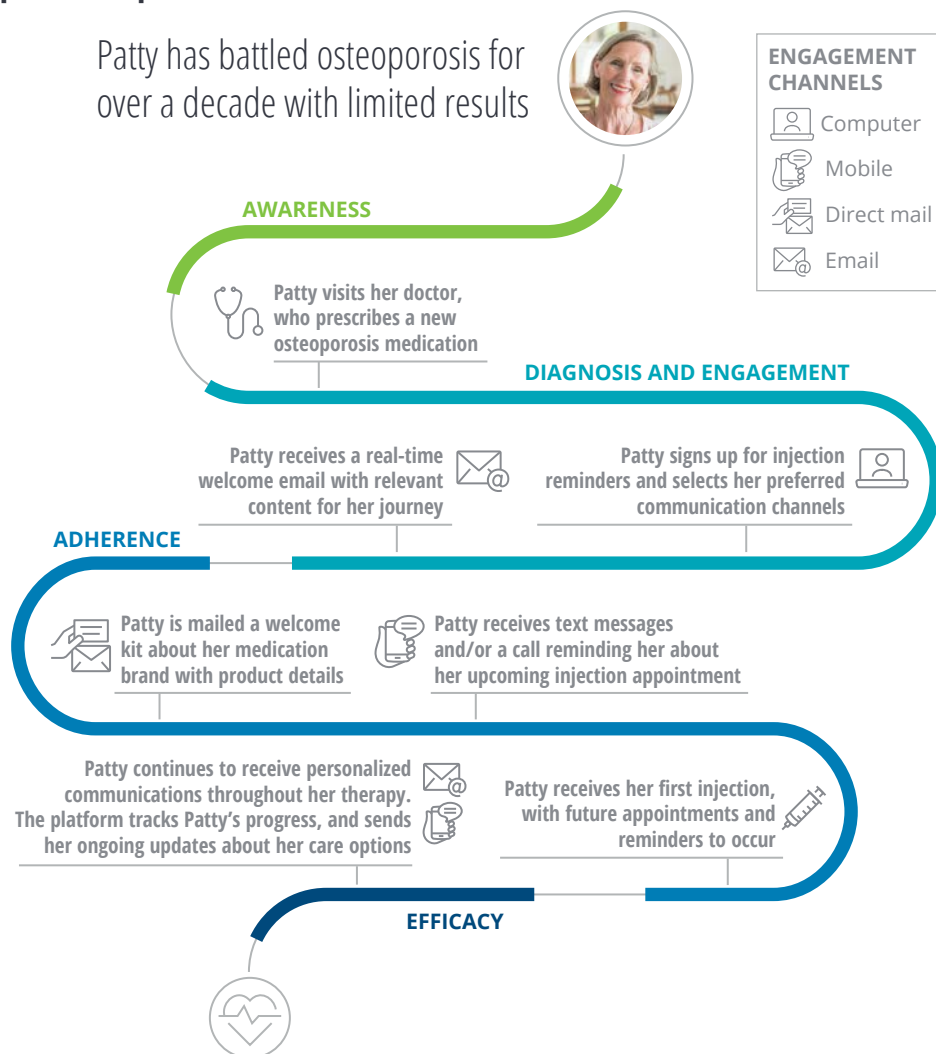 Patty has battled osteoporosis for
over a decade with limited results
ENGAGEMENT
CHANNELS
Computer
Mobile
Direct mail
Email
AWARENESS
Patty visits her doctor,
who prescribes a new
osteoporosis medication
DIAGNOSIS AND ENGAGEMENT
Patty signs up for injection
reminders and selects her preferred
communication channels
Patty receives a real-time
welcome email with relevant
content for her journey
ADHERENCE
Patty is mailed a welcome
kit about her medication
brand with product details
Patty receives text messages
and/or a call reminding her about
her upcoming injection appointment
Patty receives her first injection,
with future appointments and
reminders to occur
Patty continues to receive personalized
communications throughout her therapy.
The platform tracks Patty’s progress, and sends
her ongoing updates about her care options
EFFICACY